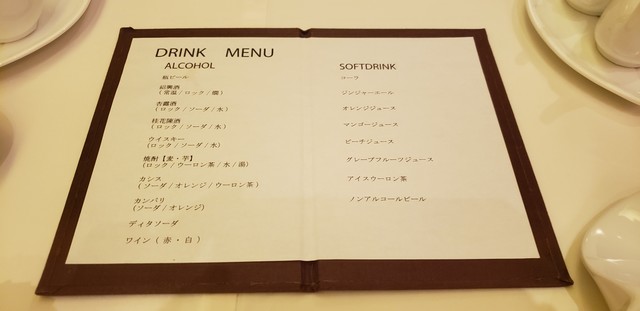 DRINK MENU
ALCOHOL
瓶ビール
紹興酒
(常温/ロック/燗)
杏露酒
(ロック/ソーダ/水)
桂花陳酒
(ロック/ソーダ/水)
ウイスキー
(ロック/ソーダ/水)
焼酎【麦・芋】
(ロック/ウーロン茶/水/湯)
カシス
(ソーダ/オレンジ/ウーロン茶)
カンパリ
(ソーダ/オレンジ)
ディタソーダ
ワイン(赤・白)
SOFTDRINK
コーラ
ジンジャーエール
オレンジジュース
マンゴージュース
ピーチジュース
グレープフルーツジュース
アイスウーロン茶
ノンアルコールビール